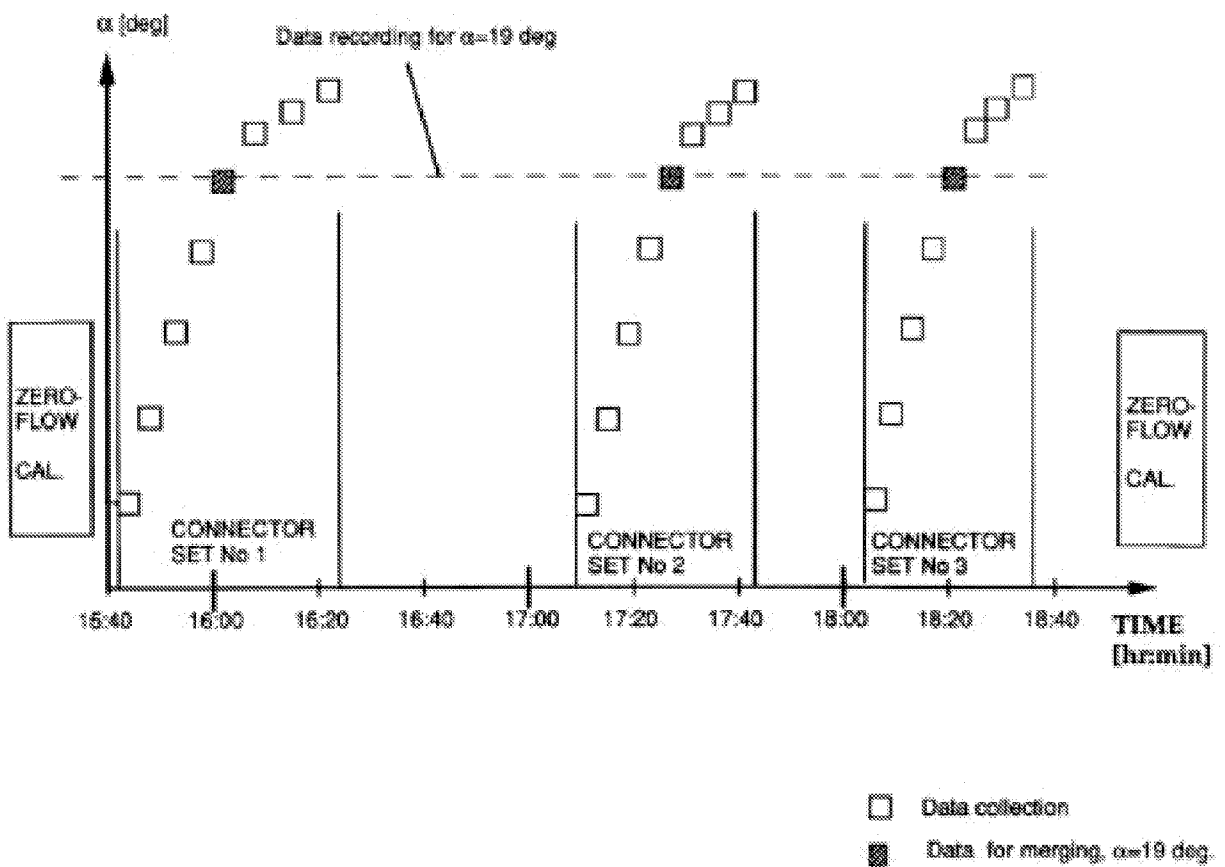 α [deg]
Data recording for α=19 deg
ZERO-
FLOW
CAL.
CONNECTOR
SET No 1
CONNECTOR
SET No 2
CONNECTOR
SET No 3
ZERO-
FLOW
CAL.
15:40 16:00 16:20 16:40 17:00 17:20 17:40 18:00 18:20 18:40
TIME
[hr:min]
Data collection
Data for merging, α=19 deg